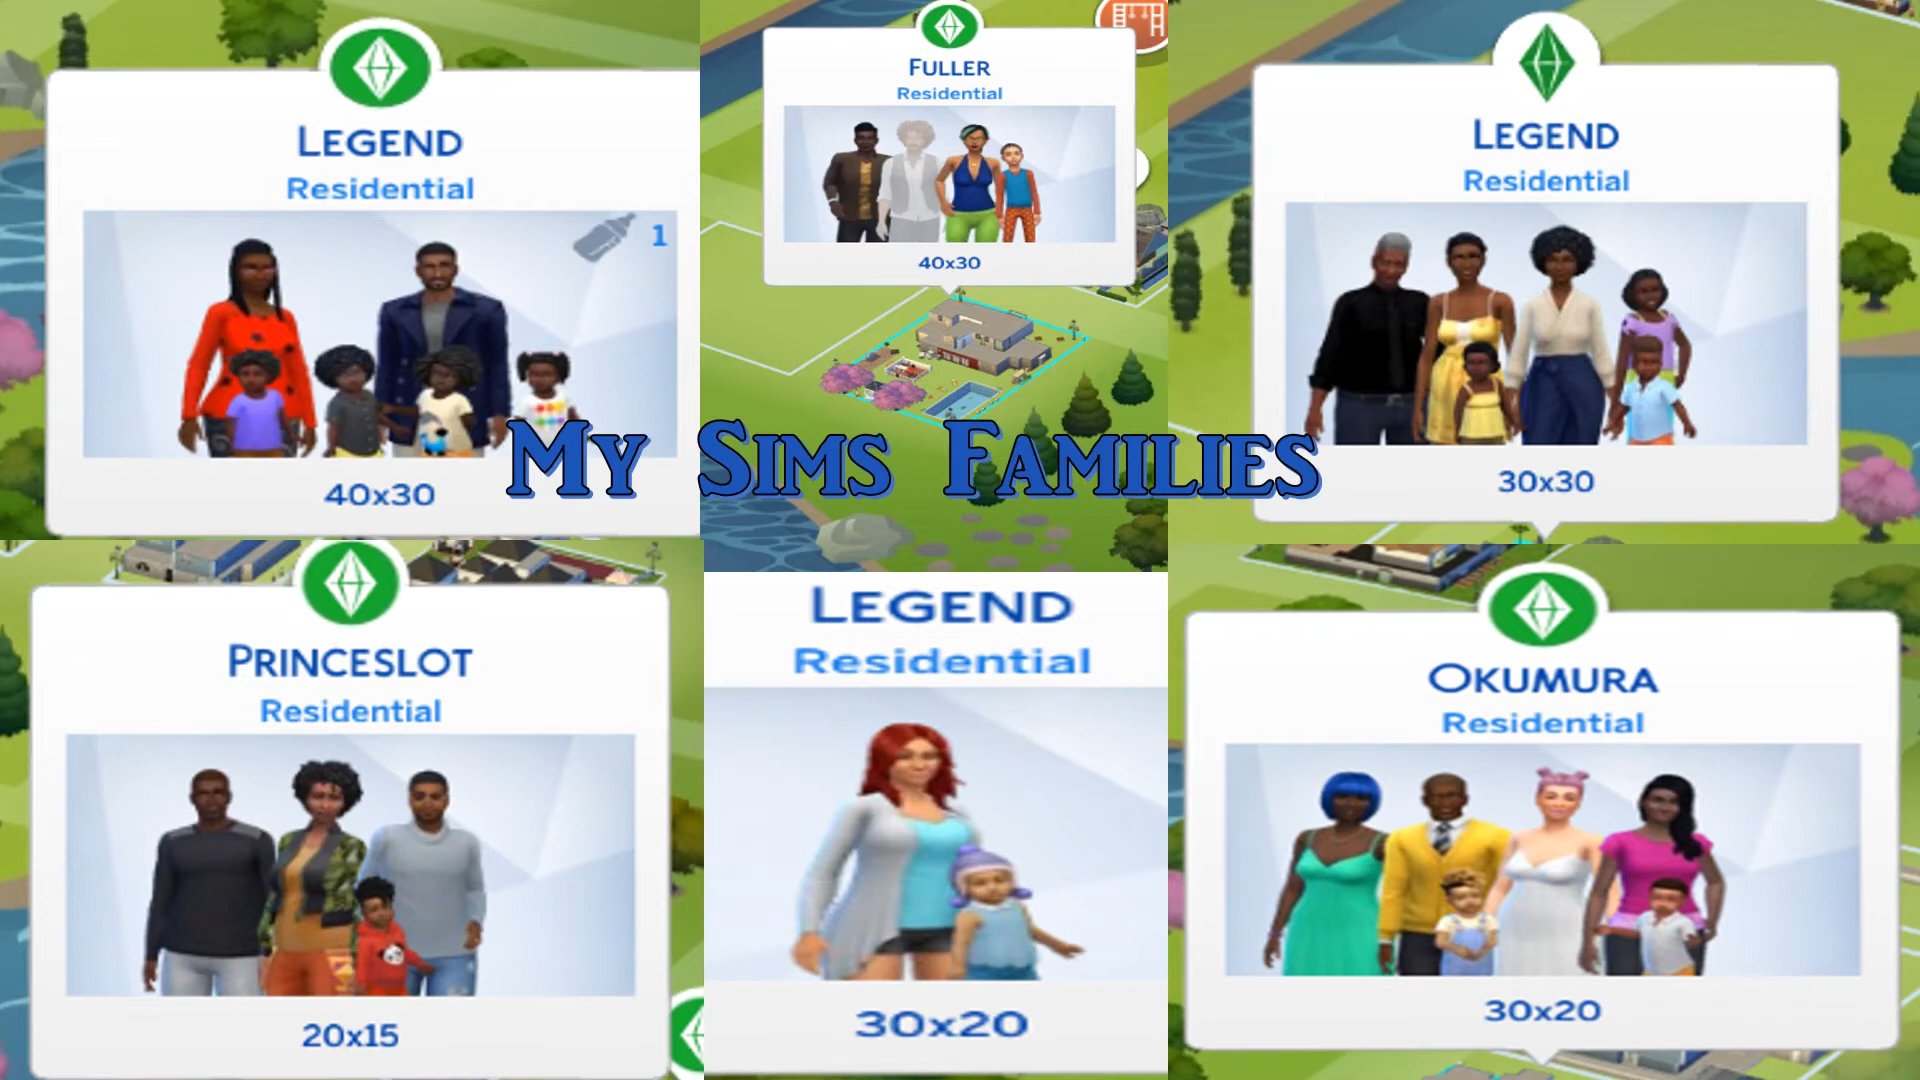 LEGEND
Residential
1
40x30
FULLER
Residential
40x30
LEGEND
Residential
30x30
MY SIMS FAMILIES
PRINCESLOT
Residential
20x15
LEGEND
Residential
30x20
OKUMURA
Residential
30x20